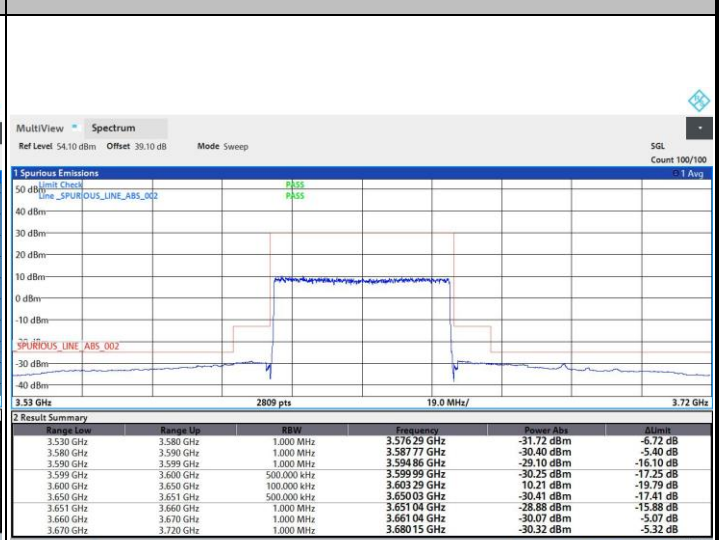 MultiView Spectrum
Ref Level 54.10 dBm Offset 39.10 dB Mode Sweep SGL
Count 100/100
1 Spurious Emissions 1 Avg
Limit Check PASS
Line _SPURIOUS_LINE_ABS_002 PASS
50 dBm
40 dBm
30 dBm
20 dBm
10 dBm
0 dBm
-10 dBm
-20 dBm
_SPURIOUS_LINE_ABS_002
-30 dBm
-40 dBm
3.53 GHz 2809 pts 19.0 MHz/ 3.72 GHz
2 Result Summary
Range Low Range Up RBW Frequency Power Abs ΔLimit
3.530 GHz 3.580 GHz 1.000 MHz 3.576 29 GHz -31.72 dBm -6.72 dB
3.580 GHz 3.590 GHz 1.000 MHz 3.587 77 GHz -30.40 dBm -5.40 dB
3.590 GHz 3.599 GHz 1.000 MHz 3.594 86 GHz -29.10 dBm -16.10 dB
3.599 GHz 3.600 GHz 500.000 kHz 3.599 99 GHz -30.25 dBm -17.25 dB
3.600 GHz 3.650 GHz 100.000 kHz 3.603 29 GHz 10.21 dBm -19.79 dB
3.650 GHz 3.651 GHz 500.000 kHz 3.650 03 GHz -30.41 dBm -17.41 dB
3.651 GHz 3.660 GHz 1.000 MHz 3.651 04 GHz -28.88 dBm -15.88 dB
3.660 GHz 3.670 GHz 1.000 MHz 3.661 04 GHz -30.07 dBm -5.07 dB
3.670 GHz 3.720 GHz 1.000 MHz 3.680 15 GHz -30.32 dBm -5.32 dB